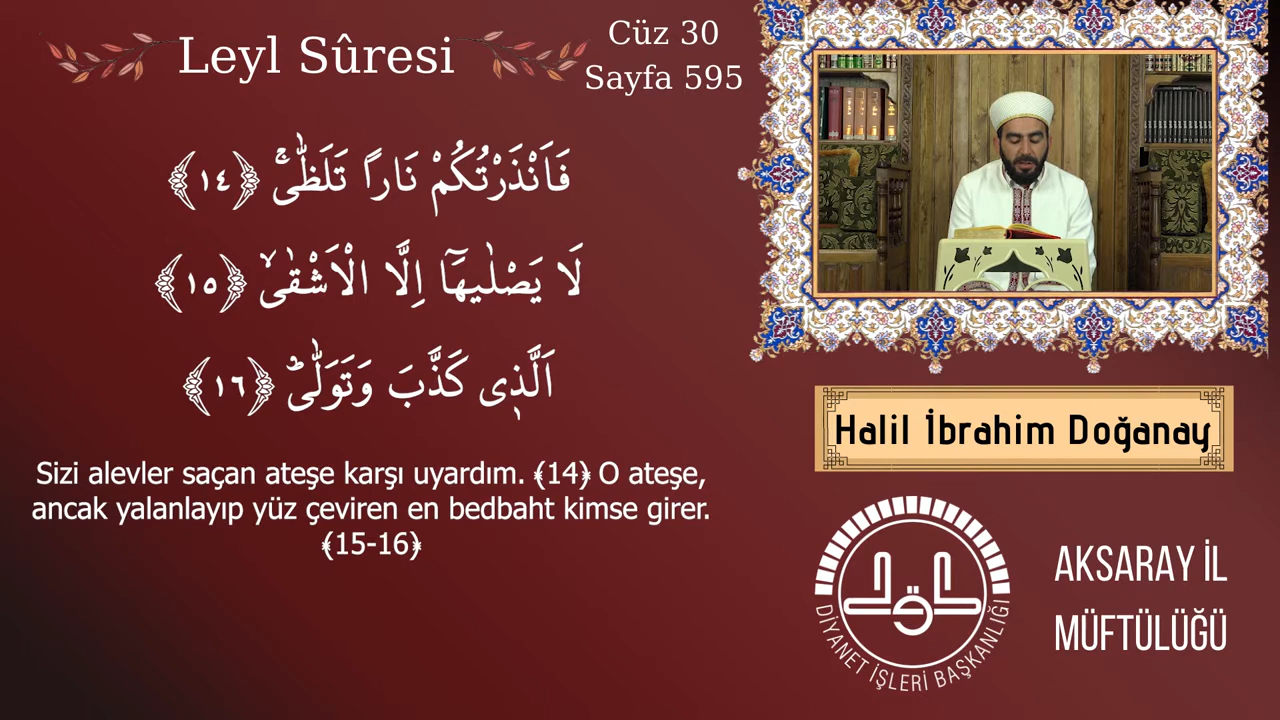 Leyl Sûresi
Cüz 30
Sayfa 595
فَاَنْذَرْتُكُمْ نَارًا تَلَظّٰىۚ ﴿١٤﴾
لَا يَصْلٰيهَٓا اِلَّا الْاَشْقٰىۙ ﴿١٥﴾
اَلَّذ۪ى كَذَّبَ وَتَوَلّٰىۜ ﴿١٦﴾
Sizi alevler saçan ateşe karşı uyardım. ﴾14﴿ O ateşe,
ancak yalanlayıp yüz çeviren en bedbaht kimse girer.
﴾15-16﴿
Halil İbrahim Doğanay
DİYANET İŞLERİ BAŞKANLIĞI
AKSARAY İL
MÜFTÜLÜĞÜ